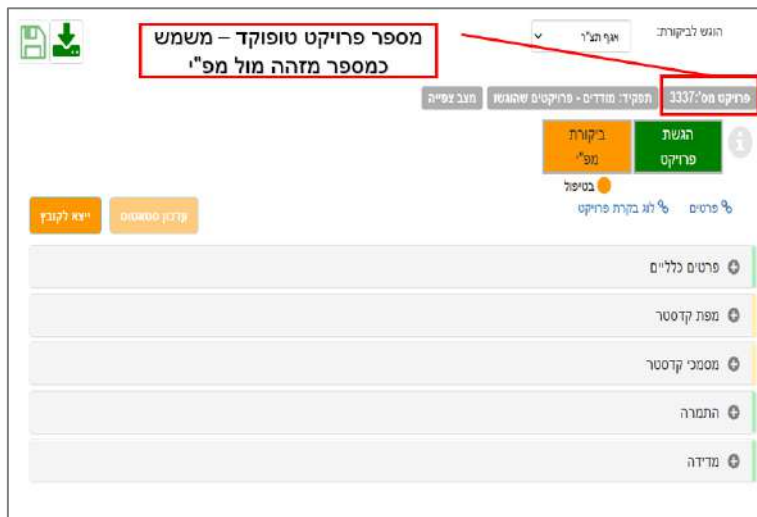 הוגש לביקורת: אגף תצ"ר
מספר פרויקט טופוקד – משמש
כמספר מזהה מול מפ"י
פרויקט מס':3337 תפקיד: מודדים - פרויקטים שהוגשו מצב צפייה
הגשת
פרויקט
ביקורת
מפ"י
בטיפול
פרטים לוג בקרת פרויקט
עדכון סטאטוס ייצא לקובץ
פרטים כלליים
מפת קדסטר
מסמכי קדסטר
התמרה
מדידה